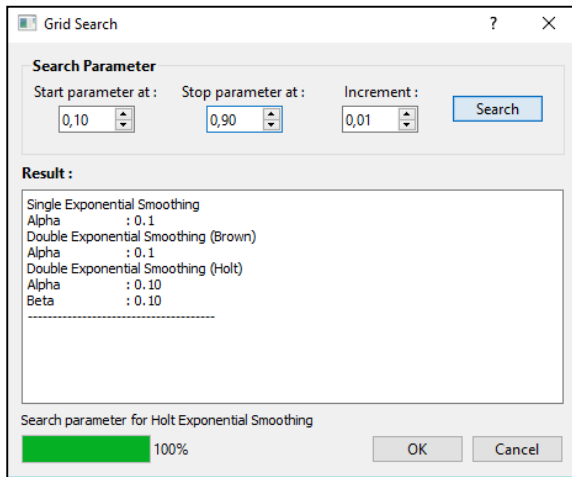 Grid Search
Search Parameter
Start parameter at : Stop parameter at : Increment :
0,10 0,90 0,01 Search
Result :
Single Exponential Smoothing
Alpha : 0.1
Double Exponential Smoothing (Brown)
Alpha : 0.1
Double Exponential Smoothing (Holt)
Alpha : 0.10
Beta : 0.10
--------------------------------------
Search parameter for Holt Exponential Smoothing
100% OK Cancel